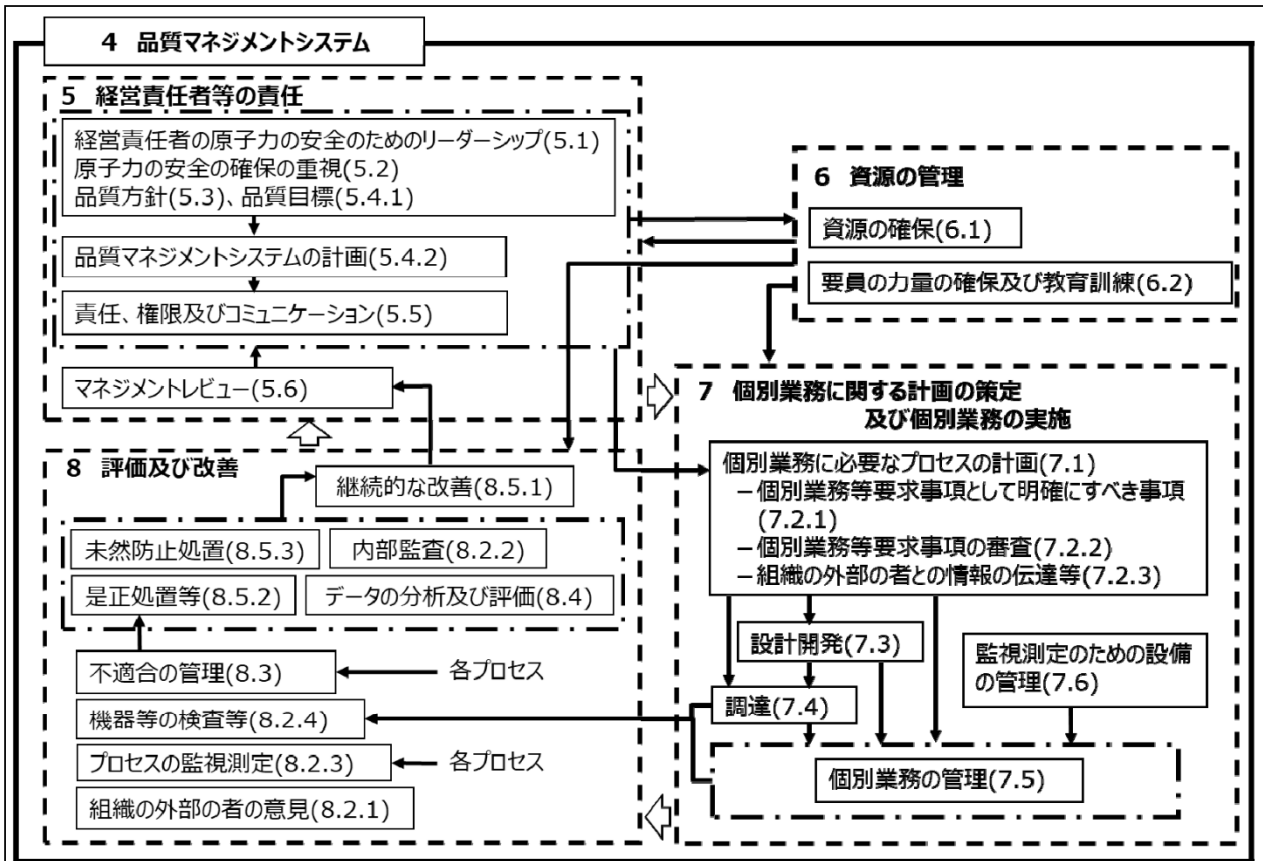 4 品質マネジメントシステム
5 経営責任者等の責任
経営責任者の原子力の安全のためのリーダーシップ(5.1)
原子力の安全の確保の重視(5.2)
品質方針(5.3)、品質目標(5.4.1)
品質マネジメントシステムの計画(5.4.2)
責任、権限及びコミュニケーション(5.5)
マネジメントレビュー(5.6)
6 資源の管理
資源の確保(6.1)
要員の力量の確保及び教育訓練(6.2)
7 個別業務に関する計画の策定
及び個別業務の実施
個別業務に必要なプロセスの計画(7.1)
－個別業務等要求事項として明確にすべき事項
(7.2.1)
－個別業務等要求事項の審査(7.2.2)
－組織の外部の者との情報の伝達等(7.2.3)
設計開発(7.3)
調達(7.4)
監視測定のための設備
の管理(7.6)
個別業務の管理(7.5)
8 評価及び改善
継続的な改善(8.5.1)
未然防止処置(8.5.3)
内部監査(8.2.2)
是正処置等(8.5.2)
データの分析及び評価(8.4)
不適合の管理(8.3)
各プロセス
機器等の検査等(8.2.4)
プロセスの監視測定(8.2.3)
各プロセス
組織の外部の者の意見(8.2.1)